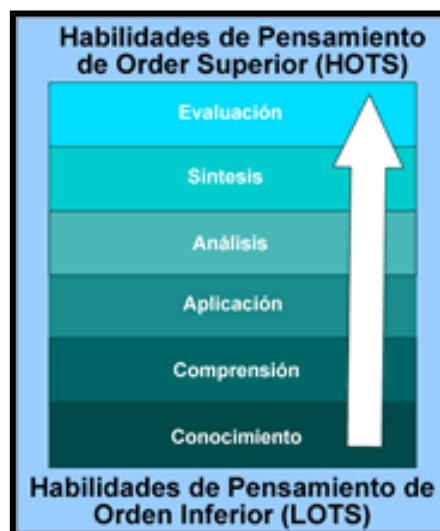 Habilidades de Pensamiento
de Order Superior (HOTS)
Evaluación
Sintesis
Análisis
Aplicación
Comprensión
Conocimiento
Habilidades de Pensamiento de
Orden Inferior (LOTS)